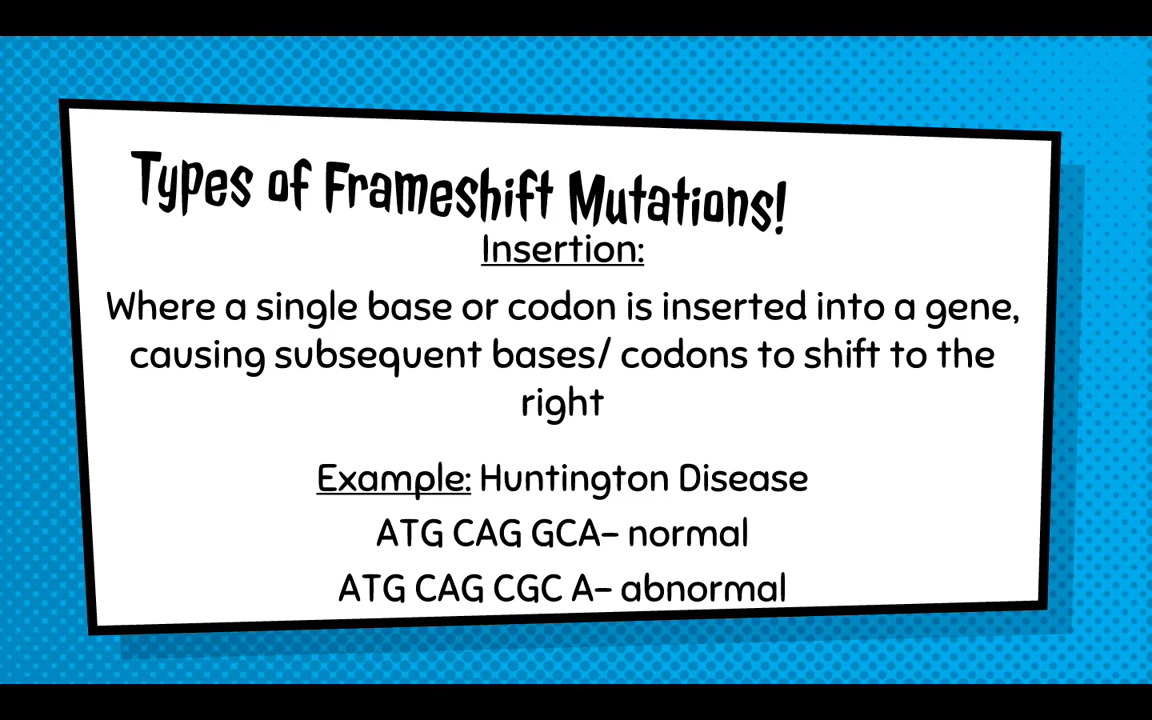 Types of Frameshift Mutations!
Insertion:
Where a single base or codon is inserted into a gene,
causing subsequent bases/ codons to shift to the
right
Example: Huntington Disease
ATG CAG GCA- normal
ATG CAG CGC A- abnormal